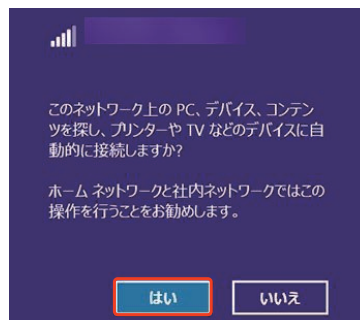 このネットワーク上の PC、デバイス、コンテン
ツを探し、プリンターや TV などのデバイスに自
動的に接続しますか?
ホーム ネットワークと社内ネットワークではこの
操作を行うことをお勧めします。
はい
いいえ